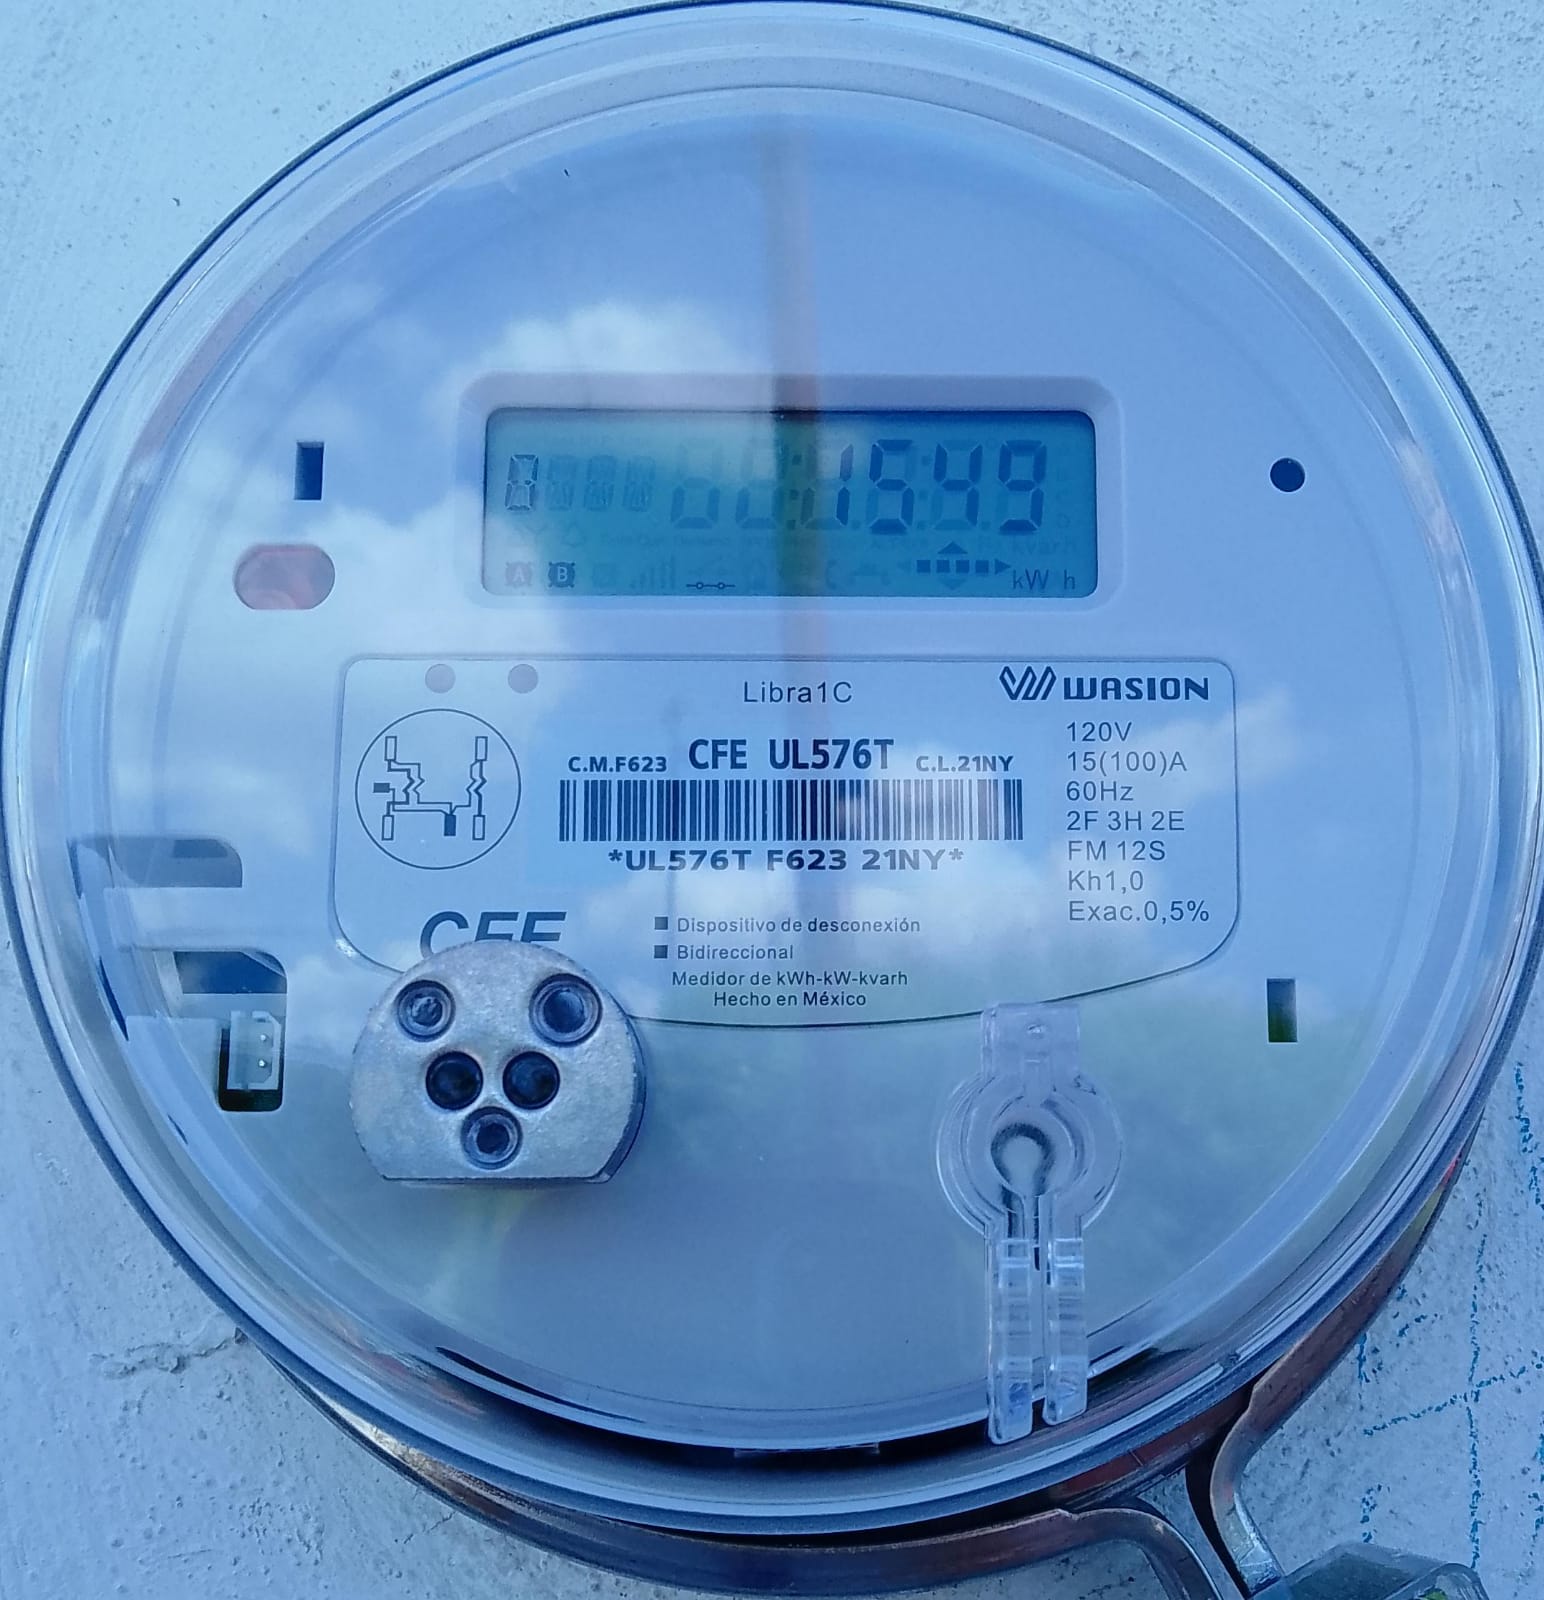 1549
A B
kW h
Libra1C
WASION
C.M.F623 CFE UL576T C.L.21NY
*UL576T F623 21NY*
120V
15(100)A
60Hz
2F 3H 2E
FM 12S
Kh1,0
Exac.0,5%
CFE
Dispositivo de desconexión
Bidireccional
Medidor de kWh-kW-kvarh
Hecho en México